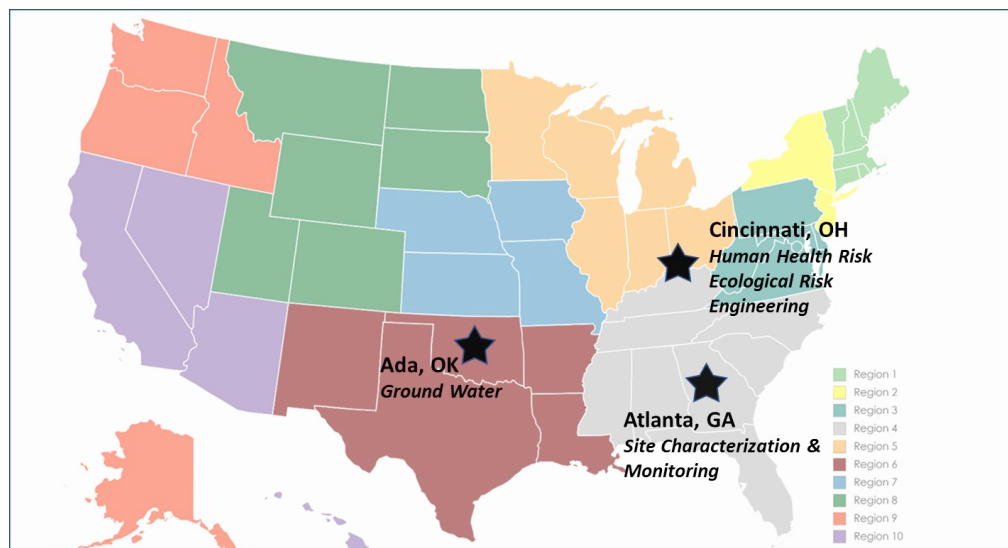 Cincinnati, OH
Human Health Risk
Ecological Risk
Engineering
Ada, OK
Ground Water
Atlanta, GA
Site Characterization &
Monitoring
Region 1
Region 2
Region 3
Region 4
Region 5
Region 6
Region 7
Region 8
Region 9
Region 10